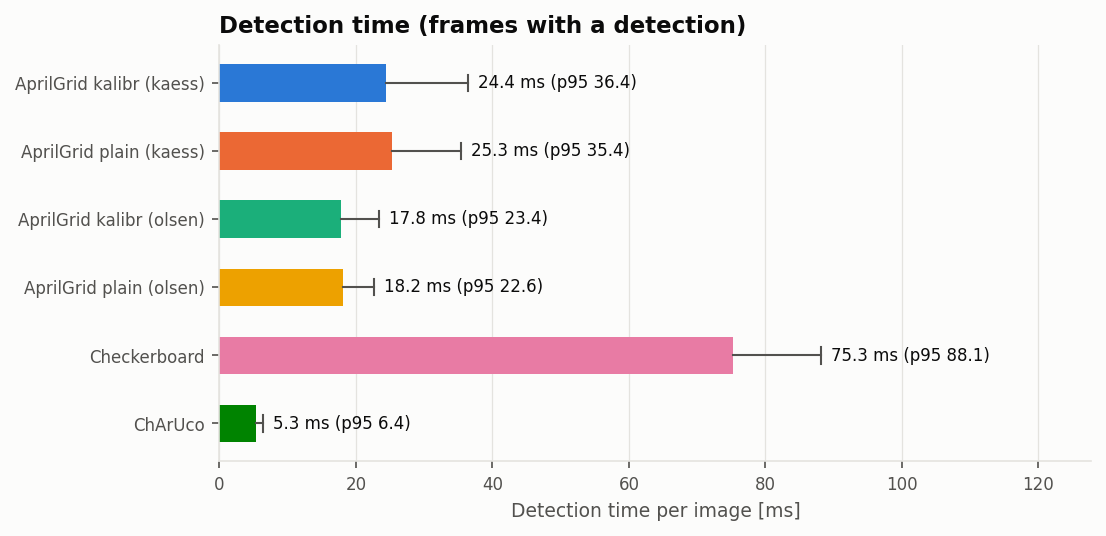 Detection time (frames with a detection)
AprilGrid kalibr (kaess)
24.4 ms (p95 36.4)
AprilGrid plain (kaess)
25.3 ms (p95 35.4)
AprilGrid kalibr (olsen)
17.8 ms (p95 23.4)
AprilGrid plain (olsen)
18.2 ms (p95 22.6)
Checkerboard
75.3 ms (p95 88.1)
ChArUco
5.3 ms (p95 6.4)
0 20 40 60 80 100 120
Detection time per image [ms]